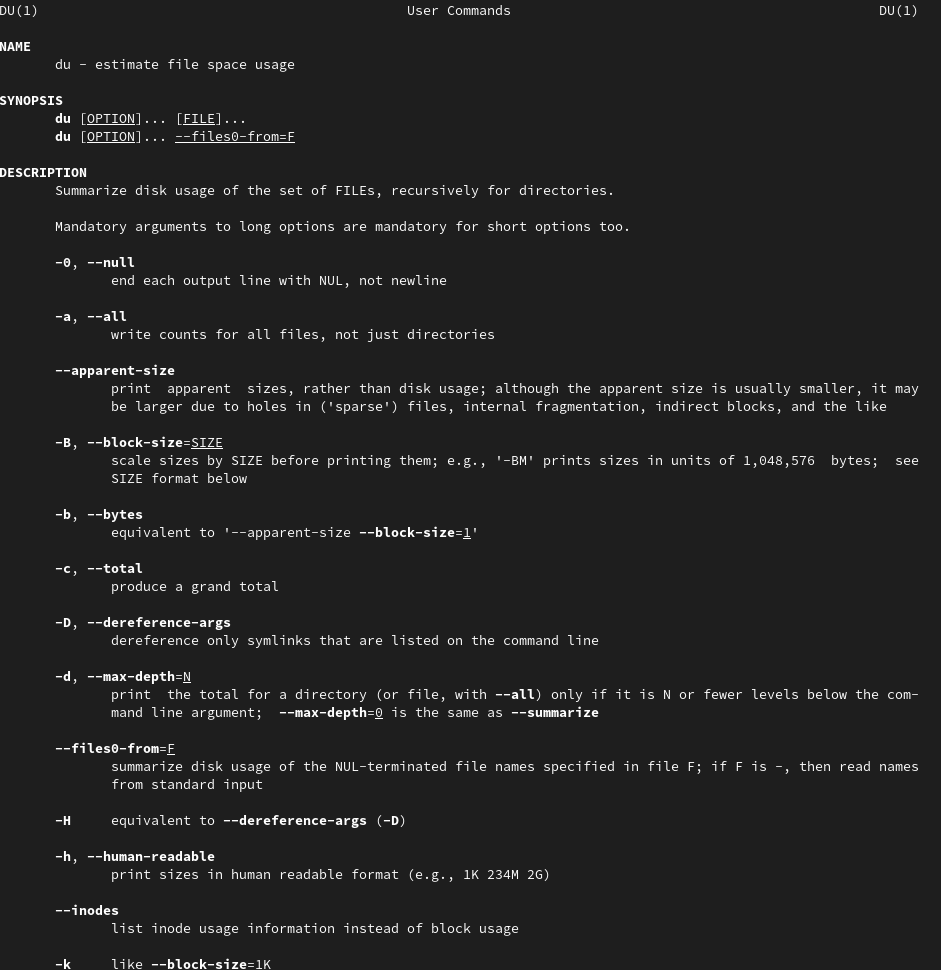 DU(1) User Commands DU(1)
NAME
du - estimate file space usage
SYNOPSIS
du [OPTION]... [FILE]...
du [OPTION]... --files0-from=F
DESCRIPTION
Summarize disk usage of the set of FILEs, recursively for directories.
Mandatory arguments to long options are mandatory for short options too.
-0, --null
end each output line with NUL, not newline
-a, --all
write counts for all files, not just directories
--apparent-size
print  apparent  sizes, rather than disk usage; although the apparent size is usually smaller, it may
be larger due to holes in ('sparse') files, internal fragmentation, indirect blocks, and the like
-B, --block-size=SIZE
scale sizes by SIZE before printing them; e.g., '-BM' prints sizes in units of 1,048,576  bytes;  see
SIZE format below
-b, --bytes
equivalent to '--apparent-size --block-size=1'
-c, --total
produce a grand total
-D, --dereference-args
dereference only symlinks that are listed on the command line
-d, --max-depth=N
print  the total for a directory (or file, with --all) only if it is N or fewer levels below the com-
mand line argument;  --max-depth=0 is the same as --summarize
--files0-from=F
summarize disk usage of the NUL-terminated file names specified in file F; if F is -, then read names
from standard input
-H     equivalent to --dereference-args (-D)
-h, --human-readable
print sizes in human readable format (e.g., 1K 234M 2G)
--inodes
list inode usage information instead of block usage
-k     like --block-size=1K